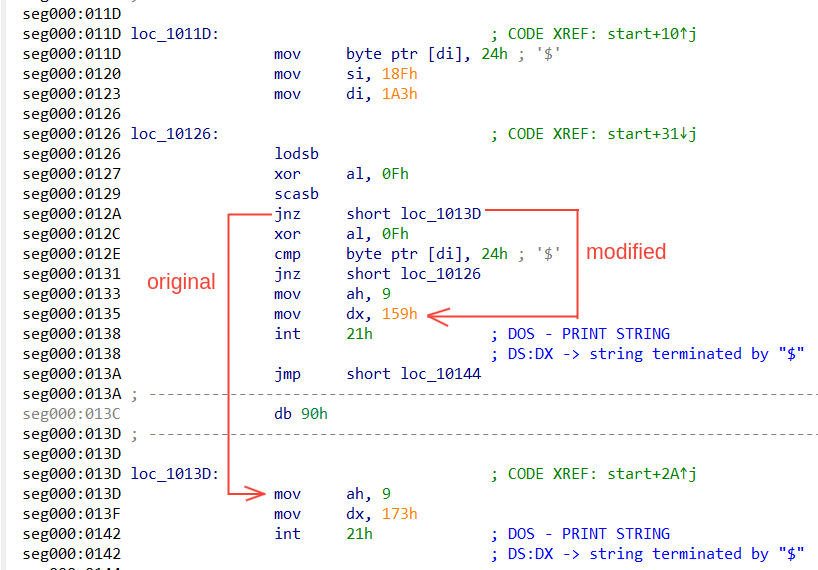 seg000:011D
seg000:011D loc_1011D: ; CODE XREF: start+10↑j
seg000:011D mov byte ptr [di], 24h ; '$'
seg000:0120 mov si, 18Fh
seg000:0123 mov di, 1A3h
seg000:0126
seg000:0126 loc_10126: ; CODE XREF: start+31↓j
seg000:0126 lodsb
seg000:0127 xor al, 0Fh
seg000:0129 scasb
seg000:012A jnz short loc_1013D
seg000:012C xor al, 0Fh
seg000:012E cmp byte ptr [di], 24h ; '$'
modified
seg000:0131 jnz short loc_10126
original
seg000:0133 mov ah, 9
seg000:0135 mov dx, 159h
seg000:0138 int 21h ; DOS - PRINT STRING
seg000:0138 ; DS:DX -> string terminated by "$"
seg000:013A jmp short loc_10144
seg000:013A ; ---------------------------------------------------------------------------
seg000:013C db 90h
seg000:013D ; ---------------------------------------------------------------------------
seg000:013D
seg000:013D loc_1013D: ; CODE XREF: start+2A↑j
seg000:013D mov ah, 9
seg000:013F mov dx, 173h
seg000:0142 int 21h ; DOS - PRINT STRING
seg000:0142 ; DS:DX -> string terminated by "$"